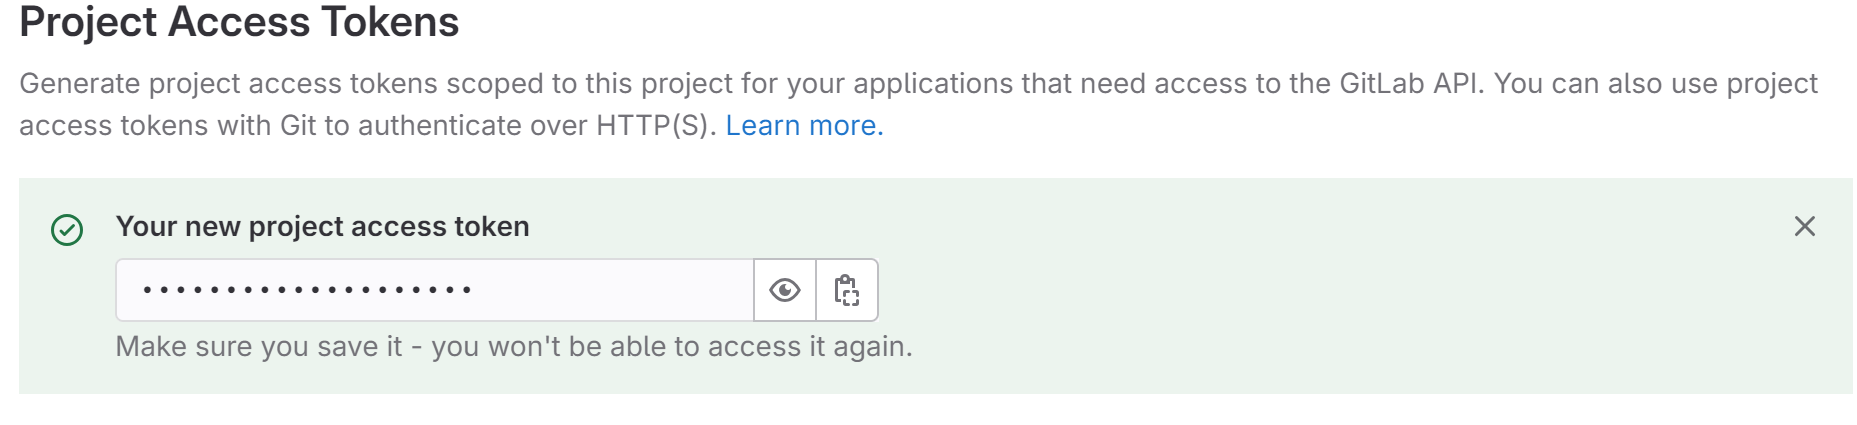 Project Access Tokens
Generate project access tokens scoped to this project for your applications that need access to the GitLab API. You can also use project
access tokens with Git to authenticate over HTTP(S). Learn more.
Your new project access token
••••••••••••••••••••
Make sure you save it - you won't be able to access it again.